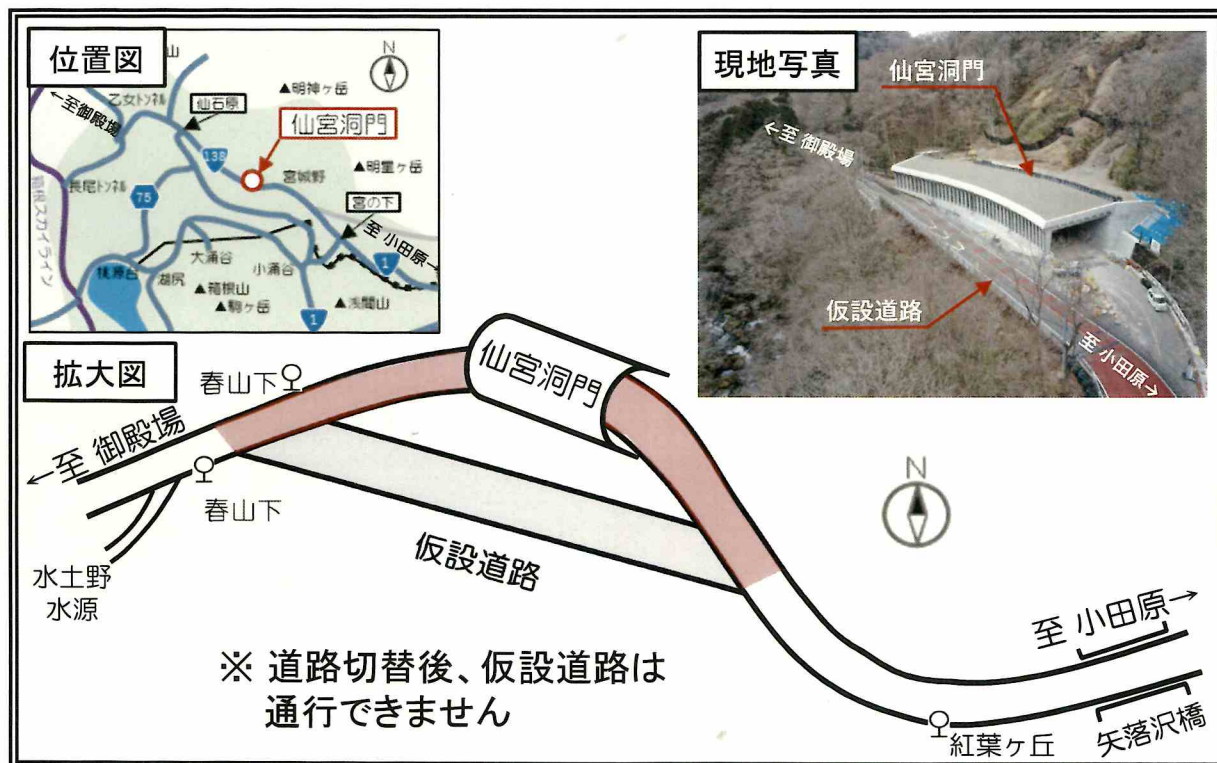 位置図
山
N
乙女トンネル
←至御殿場
仙石原
▲明神ヶ岳
仙宮洞門
138
宮城野
▲明星ヶ岳
長尾トンネル
75
宮の下
箱根スカイライン
至 小田原→
大涌谷
小涌谷
1
桃源台
湖尻
▲箱根山
▲駒ヶ岳
▲浅間山
1
現地写真
仙宮洞門
←至 御殿場
仮設道路
至 小田原→
拡大図
春山下
仙宮洞門
←至 御殿場
春山下
N
仮設道路
水土野
水源
至 小田原→
※ 道路切替後、仮設道路は
通行できません
紅葉ヶ丘
矢落沢橋